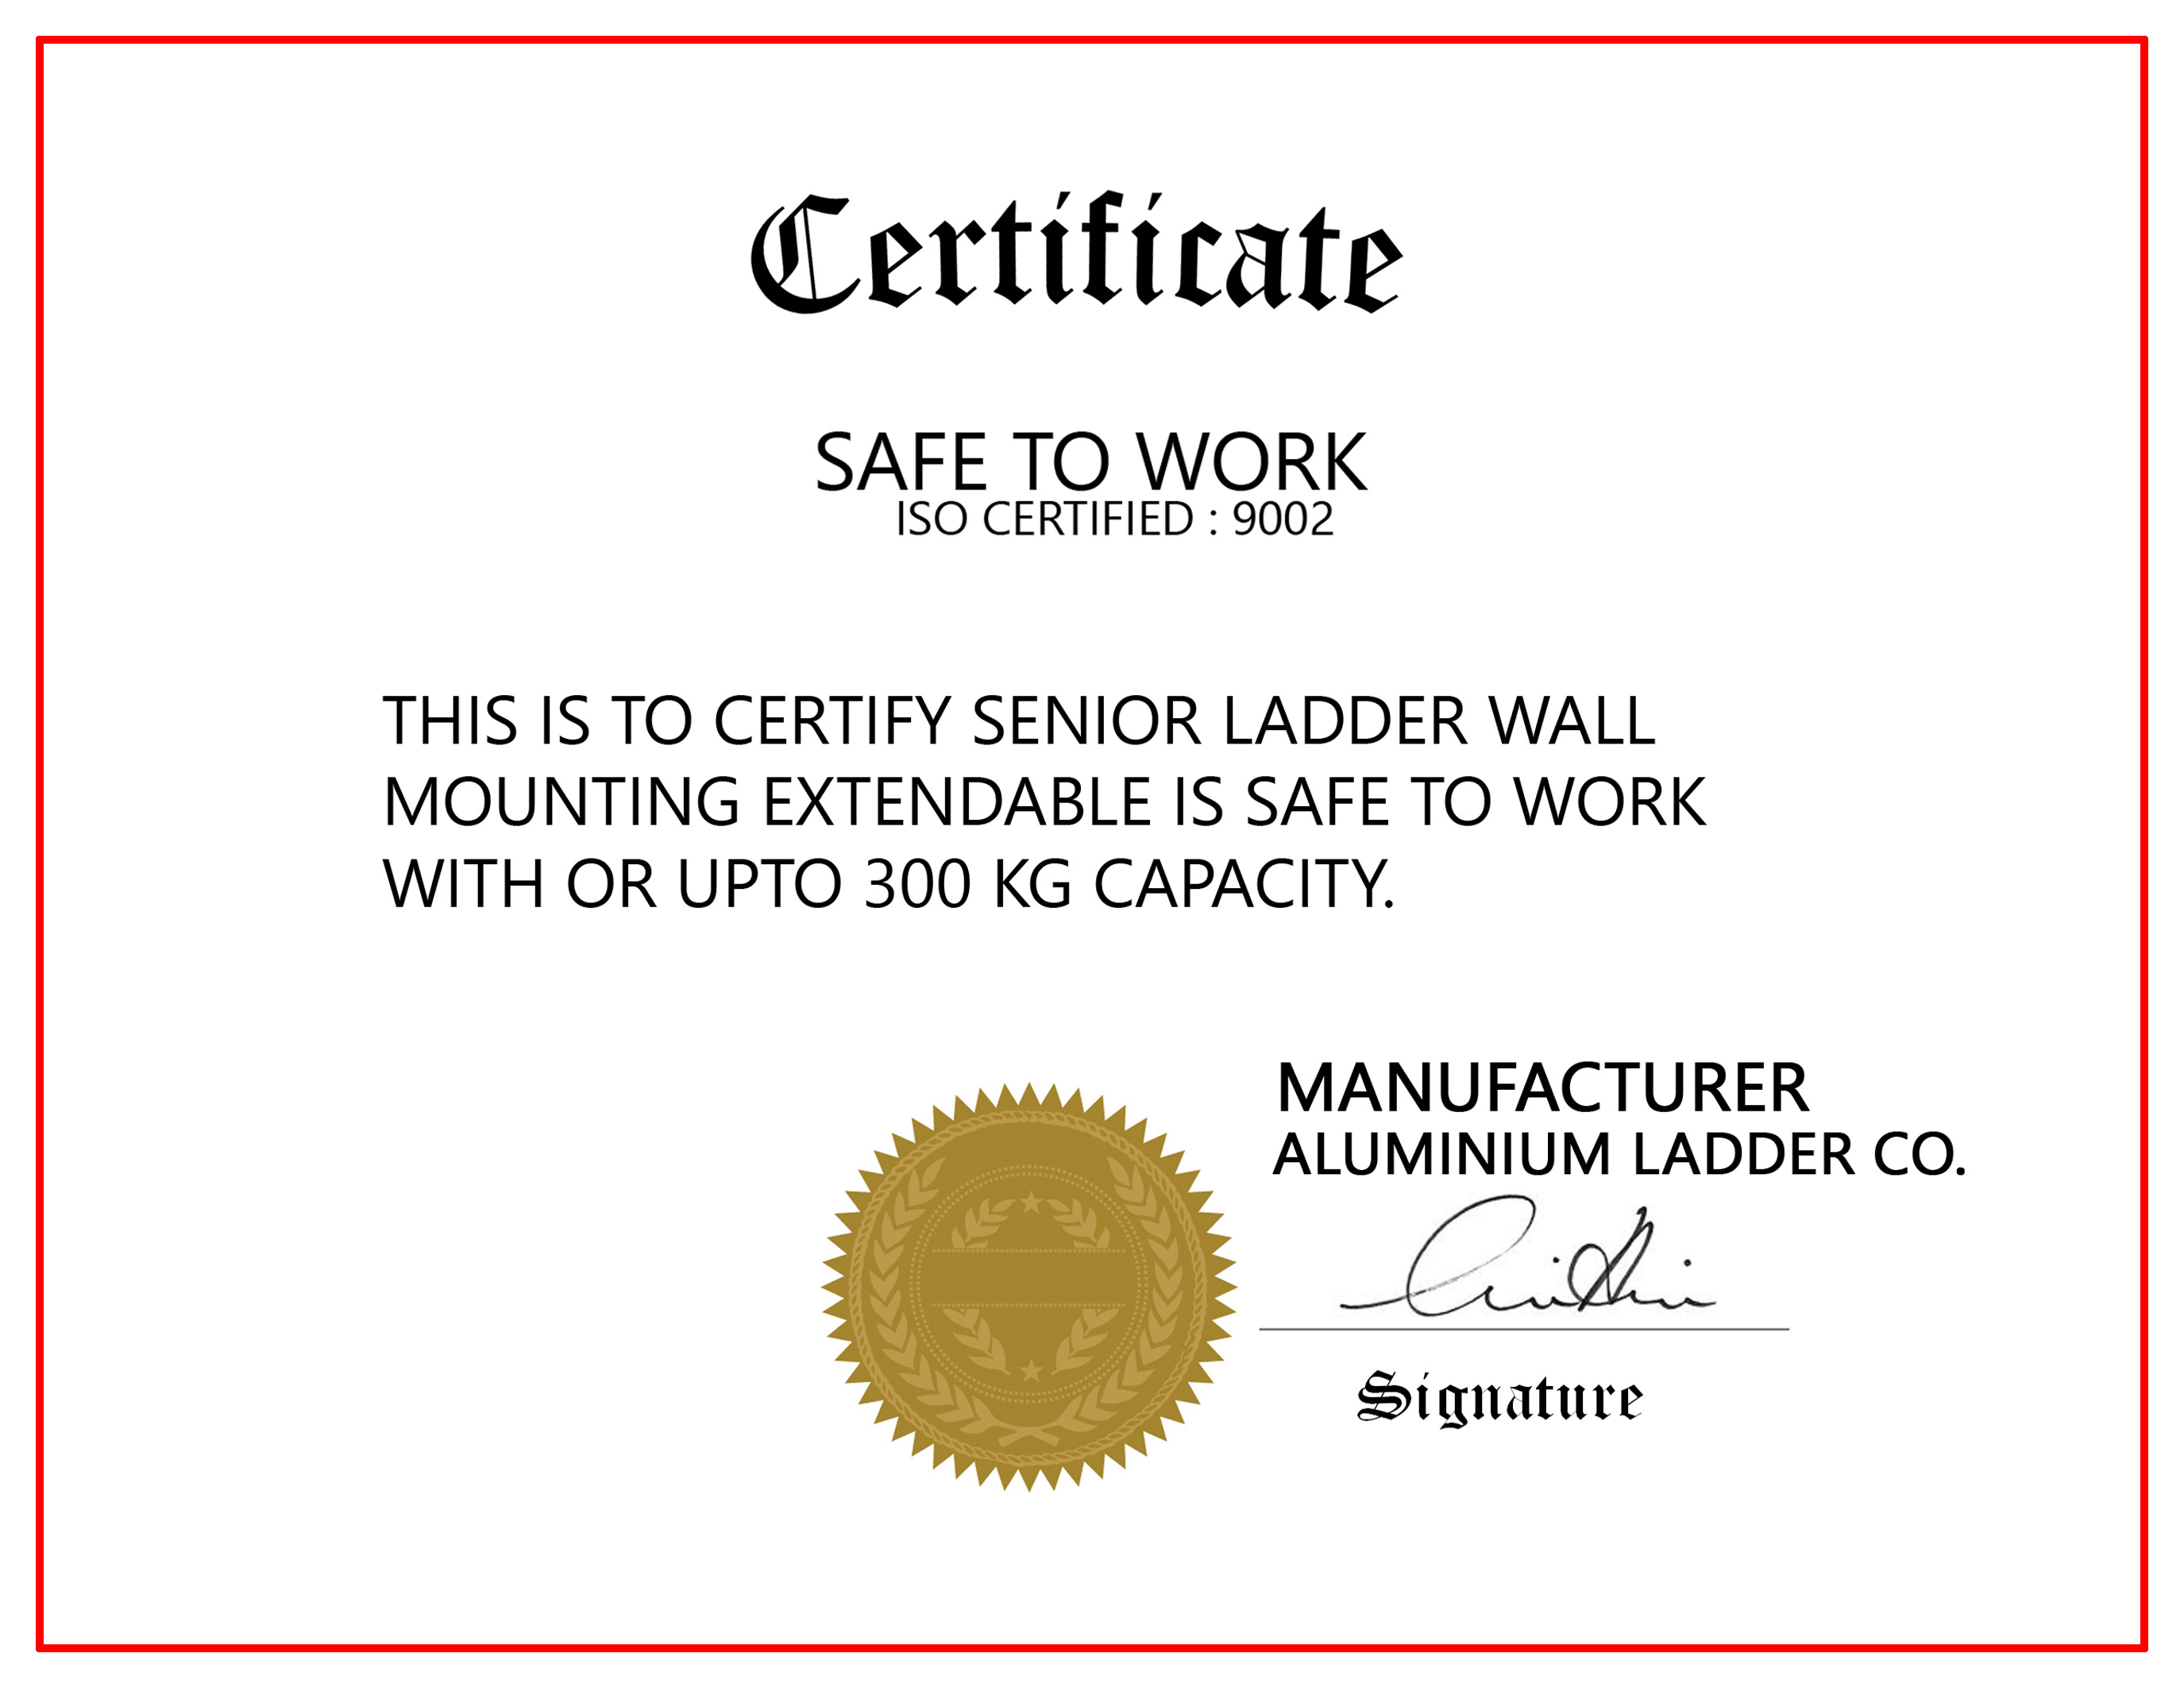 Certificate
SAFE TO WORK
ISO CERTIFIED : 9002
THIS IS TO CERTIFY SENIOR LADDER WALL
MOUNTING EXTENDABLE IS SAFE TO WORK
WITH OR UPTO 300 KG CAPACITY.
MANUFACTURER
ALUMINIUM LADDER CO.
Signature